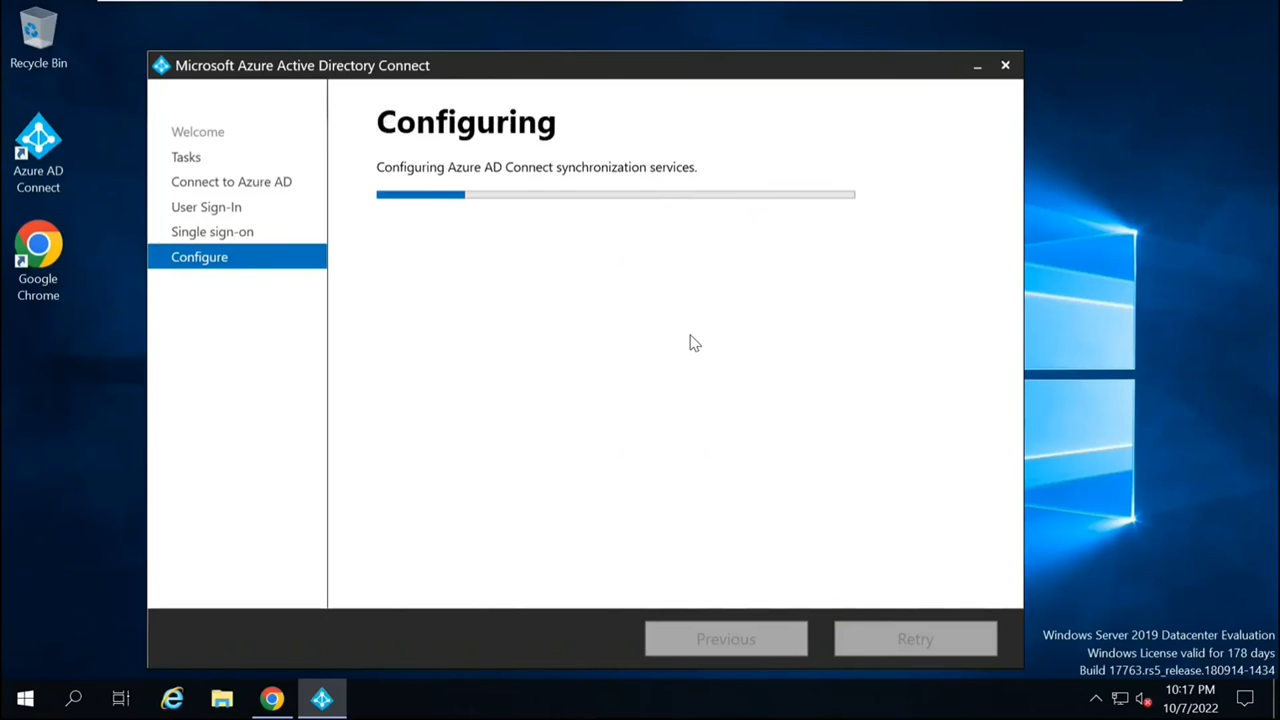 Recycle Bin
Azure AD
Connect
Google
Chrome
Microsoft Azure Active Directory Connect
Welcome
Tasks
Connect to Azure AD
User Sign-In
Single sign-on
Configure
Configuring
Configuring Azure AD Connect synchronization services.
Previous
Retry
Windows Server 2019 Datacenter Evaluation
Windows License valid for 178 days
Build 17763.rs5_release.180914-1434
10:17 PM
10/7/2022